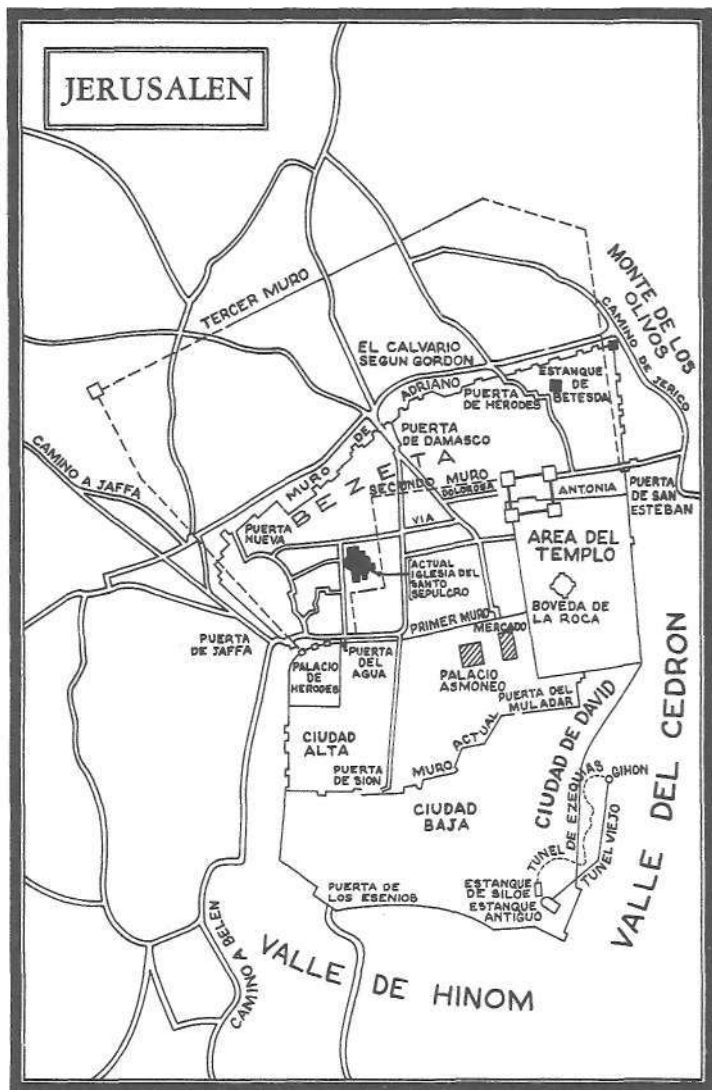 JERUSALEN
TERCER MURO
MONTE DE LOS
OLIVOS
CAMINO DE JERICO
EL CALVARIO
SEGUN GORDON
MURO DE ADRIANO
PUERTA
DE HERODES
ESTANQUE
DE
BETESDA
PUERTA
DE DAMASCO
BEZETA
CAMINO A JAFFA
SEGUNDO MURO
VIA DOLOROSA
ANTONIA
PUERTA
DE SAN
ESTEBAN
PUERTA
NUEVA
AREA DEL
TEMPLO
ACTUAL
IGLESIA DEL
SANTO
SEPULCRO
BOVEDA DE
LA ROCA
PRIMER MURO
MERCADO
PUERTA
DE JAFFA
PALACIO
DE
HERODES
PUERTA
DEL
AGUA
PALACIO
ASMONEO
PUERTA DEL
MULADAR
CIUDAD
ALTA
MURO ACTUAL
PUERTA
DE SION
CIUDAD
BAJA
CIUDAD DE DAVID
GIHON
TUNEL DE EZEQUIAS
TUNEL VIEJO
VALLE DEL CEDRON
ESTANQUE
DE SILOE
ESTANQUE
ANTIGUO
PUERTA DE
LOS ESENIOS
CAMINO A BELEN
VALLE DE HINOM